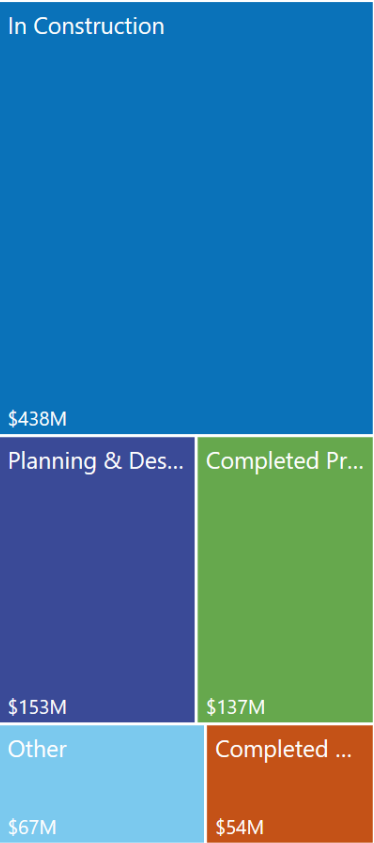 In Construction
$438M
Planning & Des... Completed Pr...
$153M $137M
Other Completed ...
$67M $54M